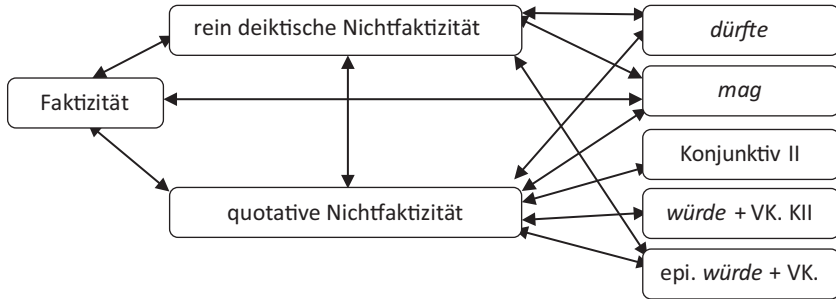 rein deiktische Nichtfaktizität
dürfte
Faktizität
mag
Konjunktiv II
quotative Nichtfaktizität
würde + VK. KII
epi. würde + VK.